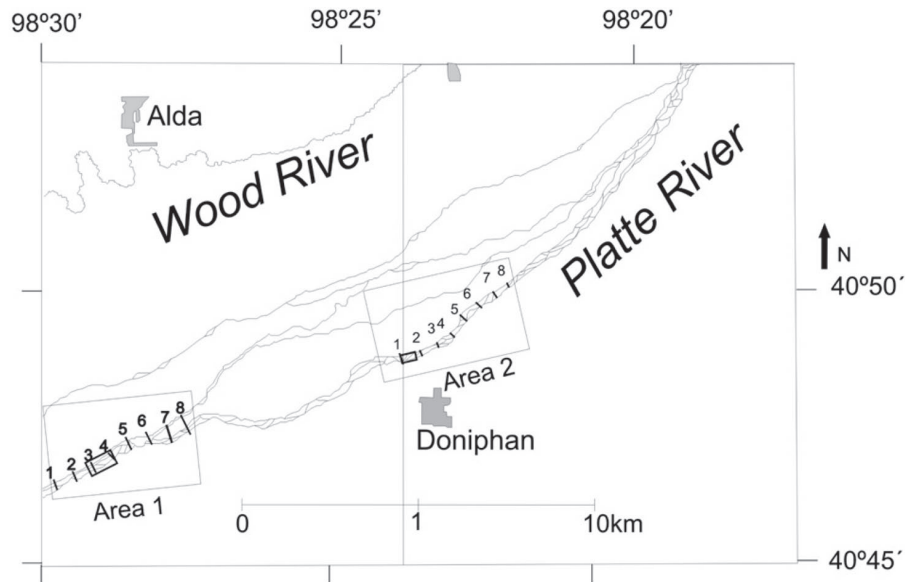 98º30’ 98º25’ 98º20’
Alda
Wood River
Platte River
N
40º50´
1 2 3 4 5 6 7 8
Area 2
Doniphan
1 2 3 4 5 6 7 8
Area 1
0 1 10km
40º45´